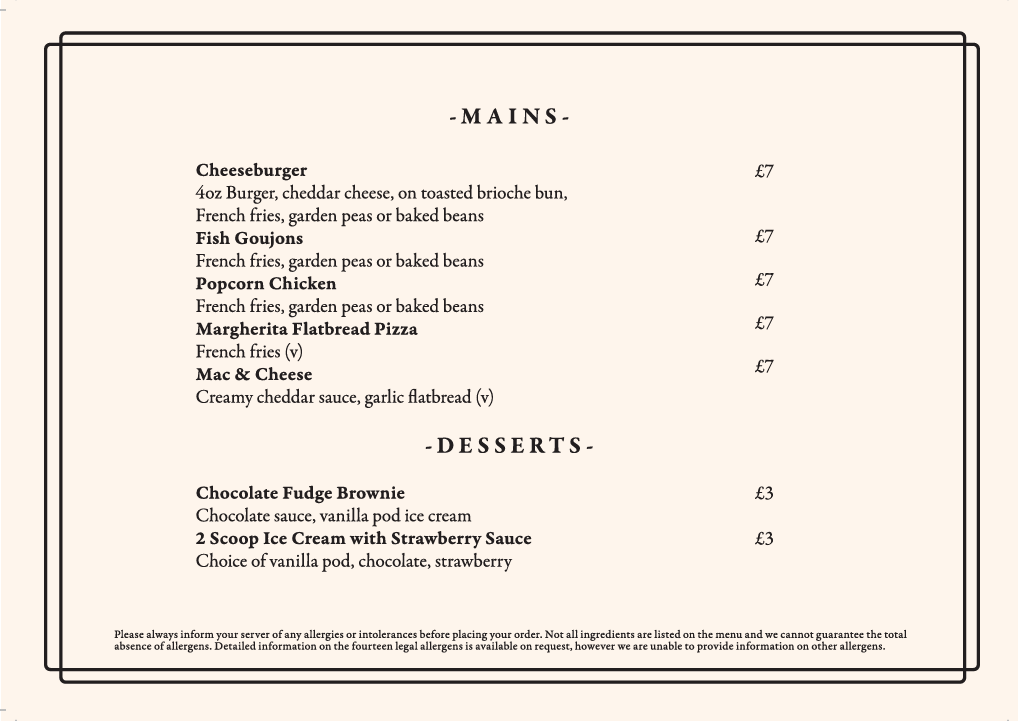 -MAINS-
Cheeseburger £7
4oz Burger, cheddar cheese, on toasted brioche bun,
French fries, garden peas or baked beans
Fish Goujons £7
French fries, garden peas or baked beans
Popcorn Chicken £7
French fries, garden peas or baked beans
Margherita Flatbread Pizza £7
French fries (v)
Mac & Cheese £7
Creamy cheddar sauce, garlic flatbread (v)
-DESSERTS-
Chocolate Fudge Brownie £3
Chocolate sauce, vanilla pod ice cream
2 Scoop Ice Cream with Strawberry Sauce £3
Choice of vanilla pod, chocolate, strawberry
Please always inform your server of any allergies or intolerances before placing your order. Not all ingredients are listed on the menu and we cannot guarantee the total
absence of allergens. Detailed information on the fourteen legal allergens is available on request, however we are unable to provide information on other allergens.